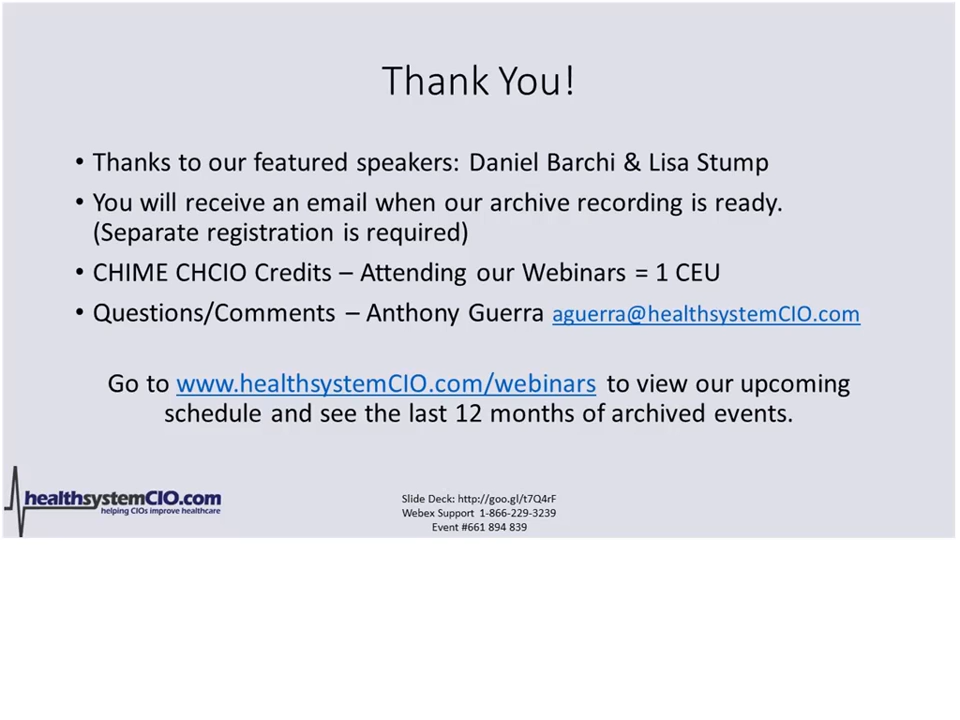 Thank You!
• Thanks to our featured speakers: Daniel Barchi & Lisa Stump
• You will receive an email when our archive recording is ready.
(Separate registration is required)
• CHIME CHCIO Credits – Attending our Webinars = 1 CEU
• Questions/Comments – Anthony Guerra aguerra@healthsystemCIO.com
Go to www.healthsystemCIO.com/webinars to view our upcoming
schedule and see the last 12 months of archived events.
healthsystemCIO.com
helping CIOs improve healthcare
Slide Deck: http://goo.gl/t7Q4rF
Webex Support 1-866-229-3239
Event #661 894 839